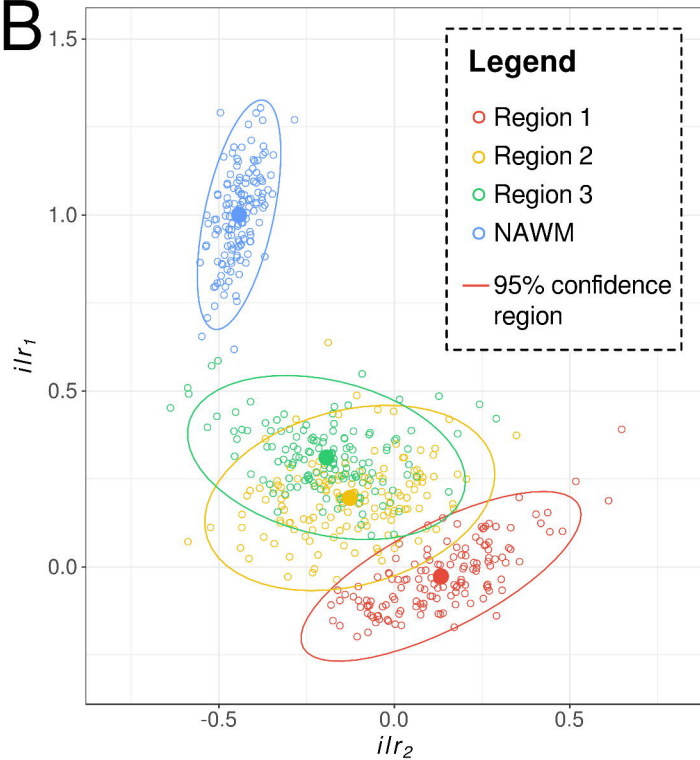 B
Legend
Region 1
Region 2
Region 3
NAWM
95% confidence
region
1.5
1.0
0.5
0.0
ilr1
-0.5
0.0
0.5
ilr2